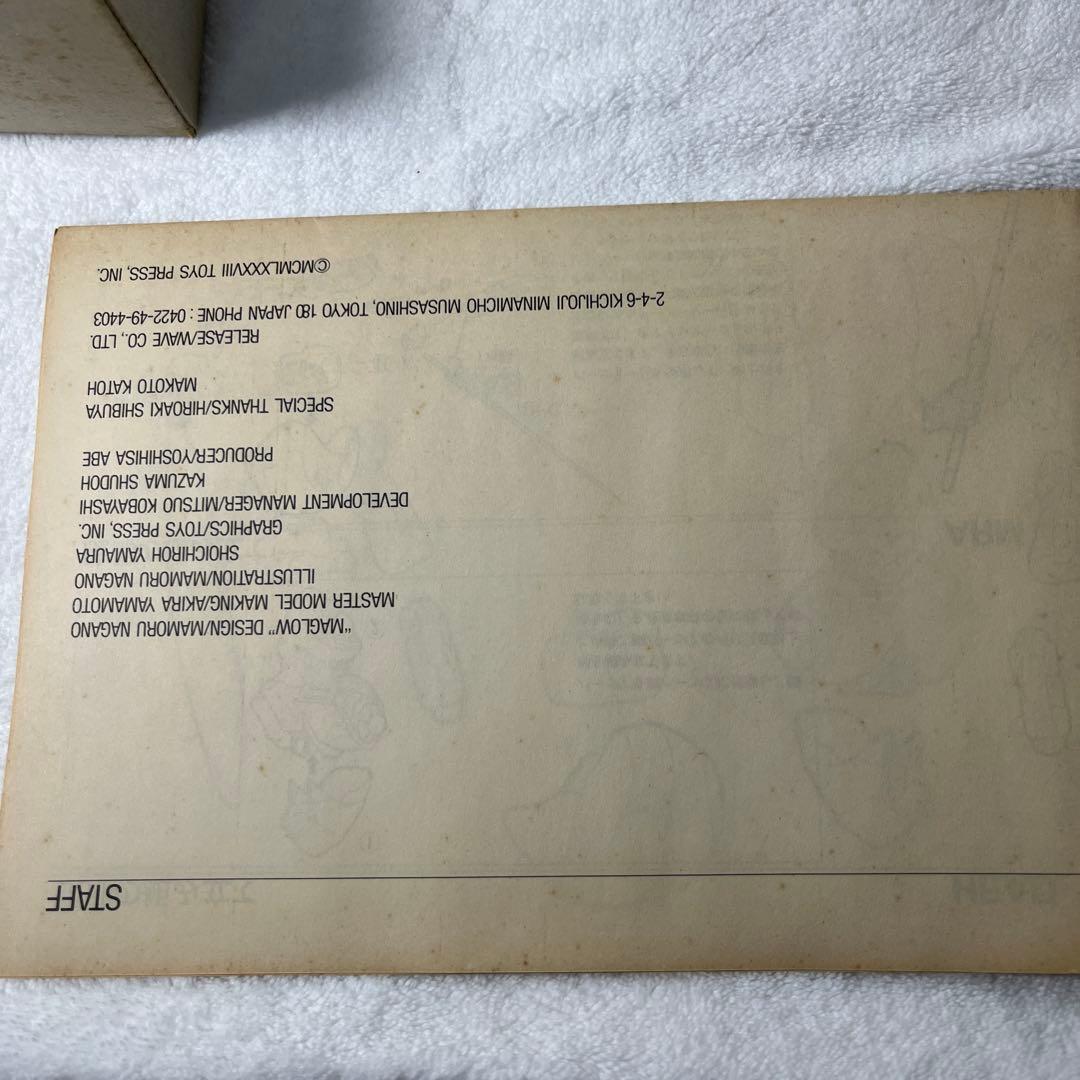 STAFF
"MAGLOW" DESIGN/MAMORU NAGANO
MASTER MODEL MAKING/AKIRA YAMAMOTO
ILLUSTRATION/MAMORU NAGANO
SHOICHIROH YAMAURA
GRAPHICS/TOYS PRESS, INC.
DEVELOPMENT MANAGER/MITSUO KOBAYASHI
KAZUMA SHUDOH
PRODUCER/YOSHIHISA ABE
SPECIAL THANKS/HIROAKI SHIBUYA
MAKOTO KATOH
RELEASE/WAVE CO., LTD.
2-4-6 KICHIJOJI MINAMICHO MUSASHINO, TOKYO 180 JAPAN PHONE : 0422-49-4403
©MCMLXXXVIII TOYS PRESS, INC.
HEAD
ARM